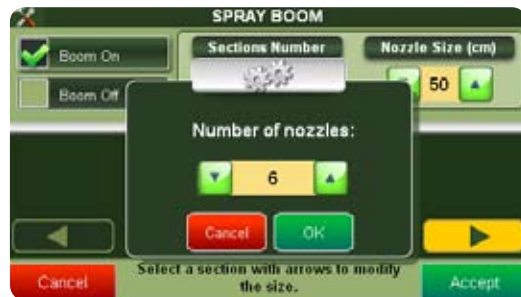 SPRAY BOOM
Boom On
Sections Number
Nozzle Size (cm)
50
Boom Off
Number of nozzles:
6
Cancel
OK
Cancel
Select a section with arrows to modify
the size.
Accept